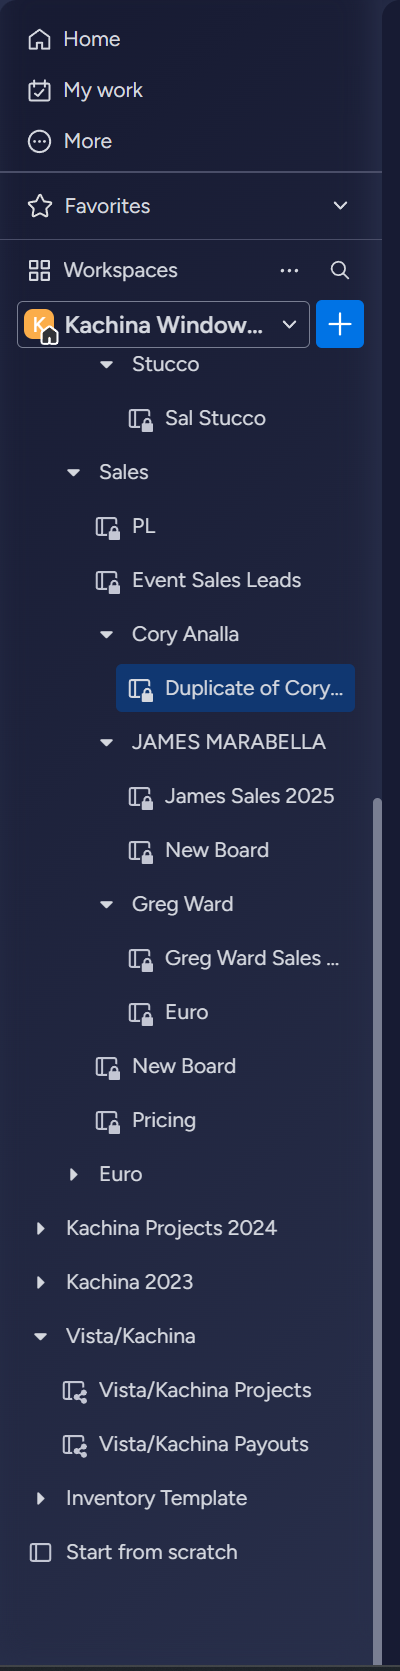 Home
My work
More
Favorites
Workspaces
K
Kachina Window...
Stucco
Sal Stucco
Sales
PL
Event Sales Leads
Cory Analla
Duplicate of Cory...
JAMES MARABELLA
James Sales 2025
New Board
Greg Ward
Greg Ward Sales ...
Euro
New Board
Pricing
Euro
Kachina Projects 2024
Kachina 2023
Vista/Kachina
Vista/Kachina Projects
Vista/Kachina Payouts
Inventory Template
Start from scratch